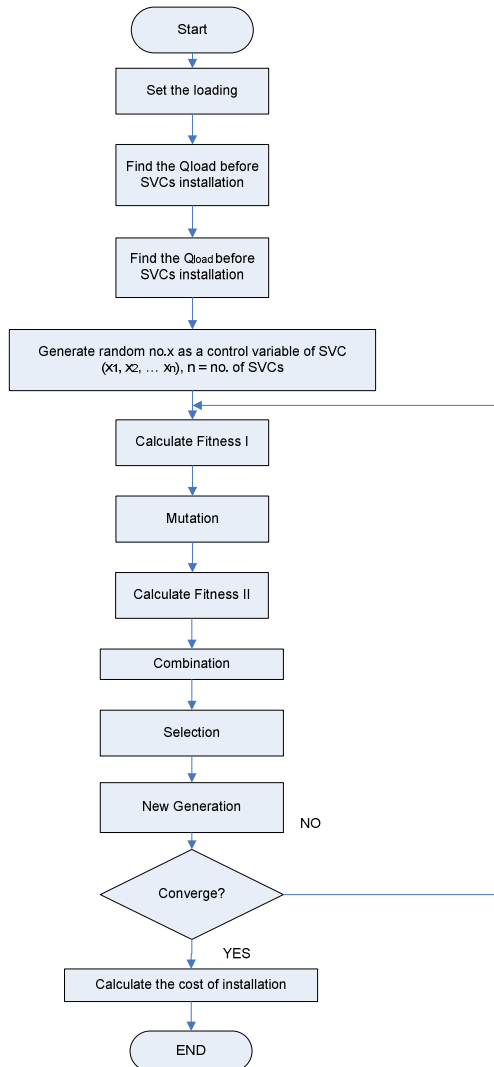 Start
Set the loading
Find the Qload before
SVCs installation
Find the Qload before
SVCs installation
Generate random no.x as a control variable of SVC
(x1, x2, ... xn), n = no. of SVCs
Calculate Fitness I
Mutation
Calculate Fitness II
Combination
Selection
New Generation
NO
Converge?
YES
Calculate the cost of installation
END